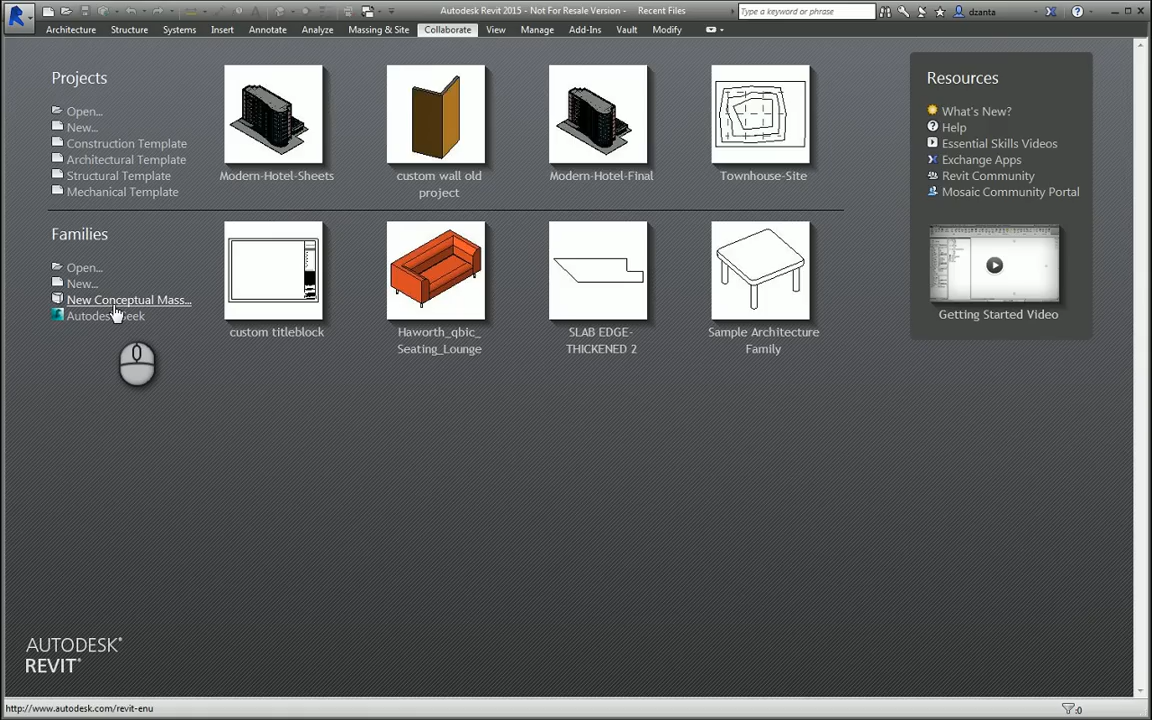 Autodesk Revit 2015 - Not For Resale Version - Recent Files
Type a keyword or phrase
dzanta
Architecture Structure Systems Insert Annotate Analyze Massing & Site Collaborate View Manage Add-Ins Vault Modify
Projects
Open...
New...
Construction Template
Architectural Template
Structural Template
Mechanical Template
Modern-Hotel-Sheets
custom wall old
project
Modern-Hotel-FInal
Townhouse-Site
Families
Open...
New...
New Conceptual Mass...
custom titleblock
Haworth_qbic_
Seating_Lounge
SLAB EDGE-
THICKENED 2
Sample Architecture
Family
Resources
What's New?
Help
Essential Skills Videos
Exchange Apps
Revit Community
Mosaic Community Portal
Getting Started Video
AUTODESK®
REVIT®
http://www.autodesk.com/revit-enu
:0